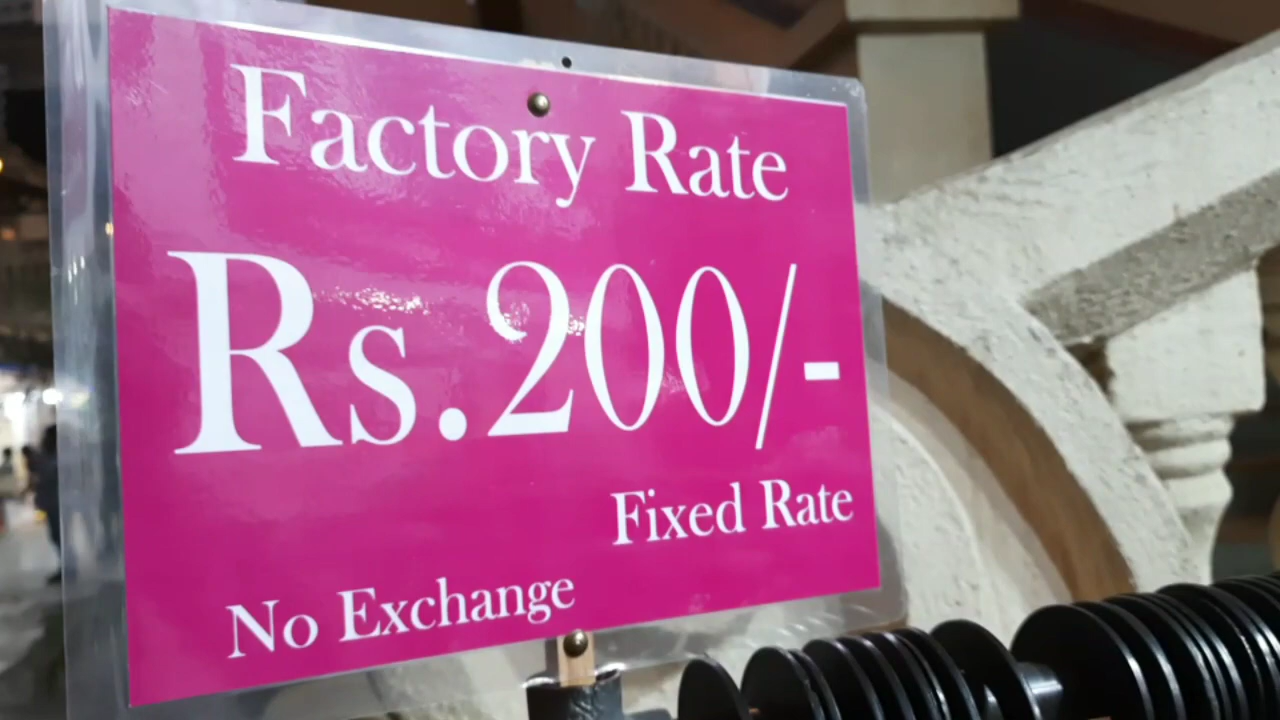 Factory Rate
Rs.200/-
Fixed Rate
No Exchange